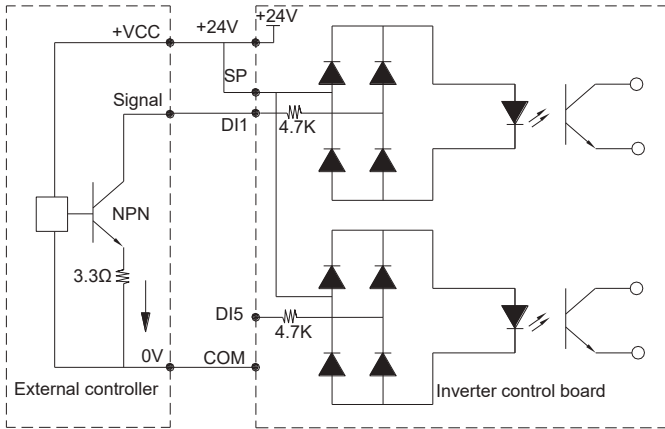 +VCC
+24V
+24V
SP
Signal
DI1
4.7K
NPN
3.3Ω
DI5
4.7K
0V
COM
External controller
Inverter control board